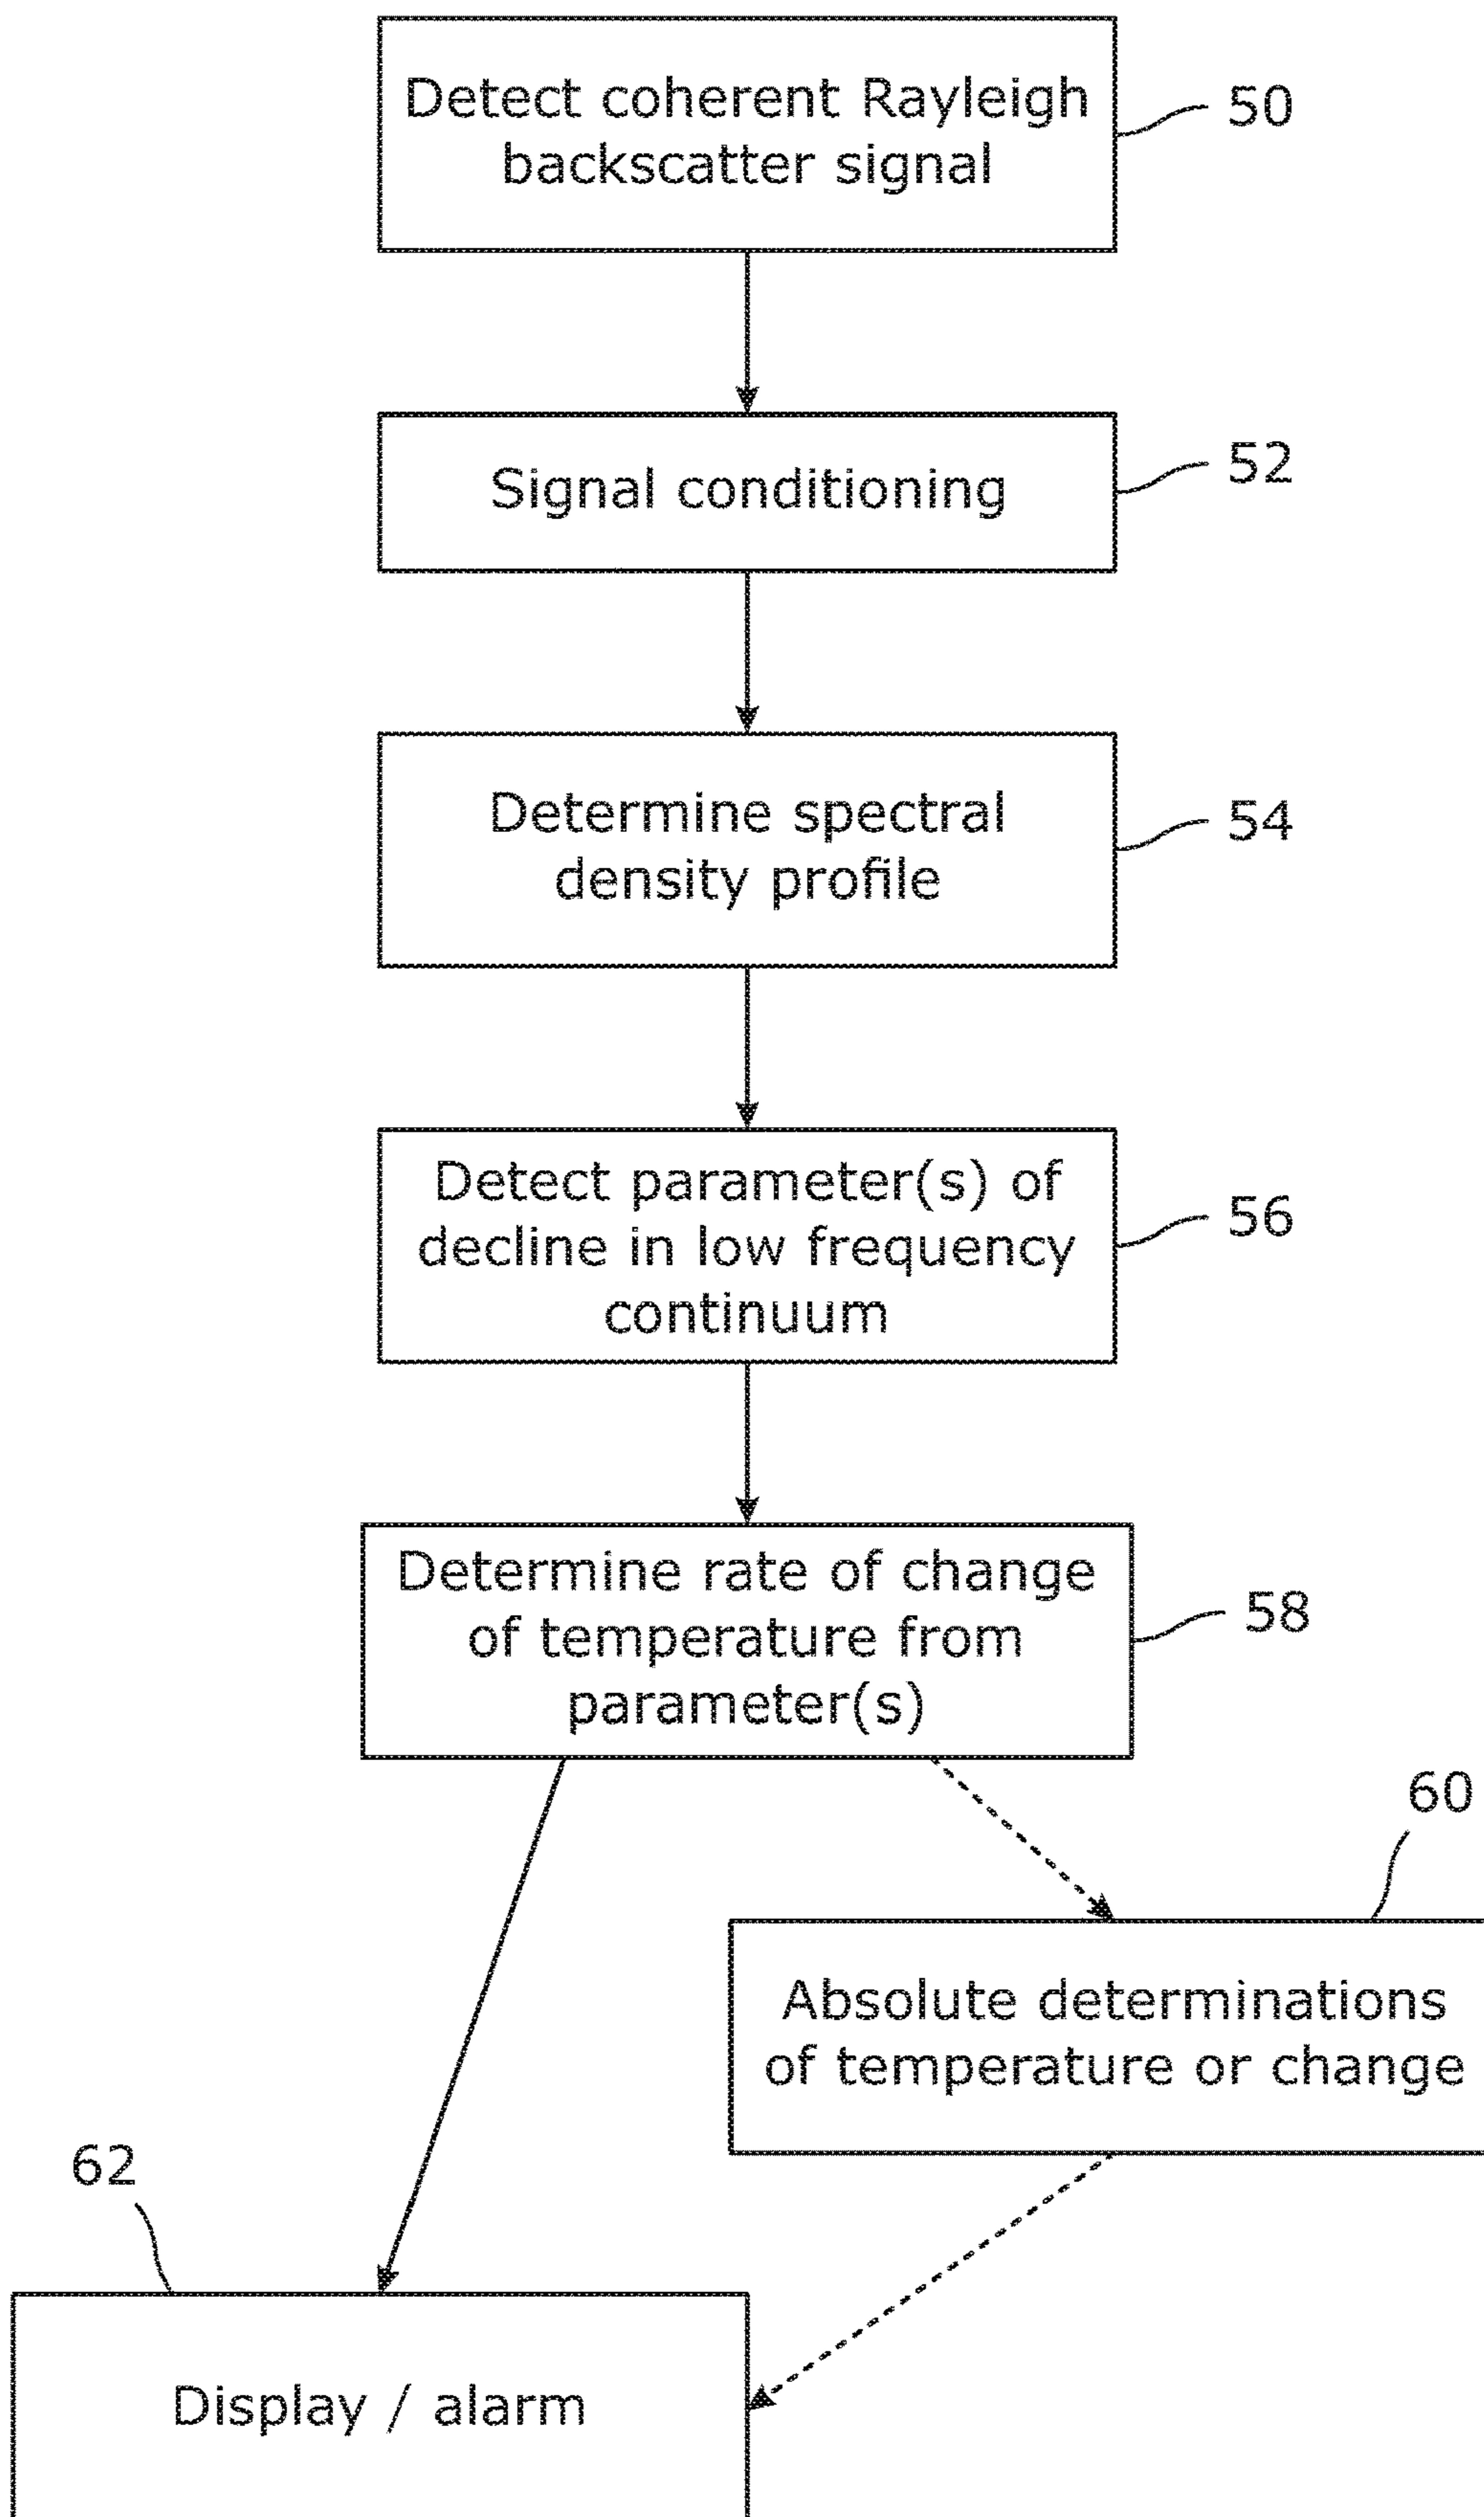 Detect coherent Rayleigh
backscatter signal
50
Signal conditioning
52
Determine spectral
density profile
54
Detect parameter(s) of
decline in low frequency
continuum
56
Determine rate of change
of temperature from
parameter(s)
58
60
Absolute determinations
of temperature or change
62
Display / alarm